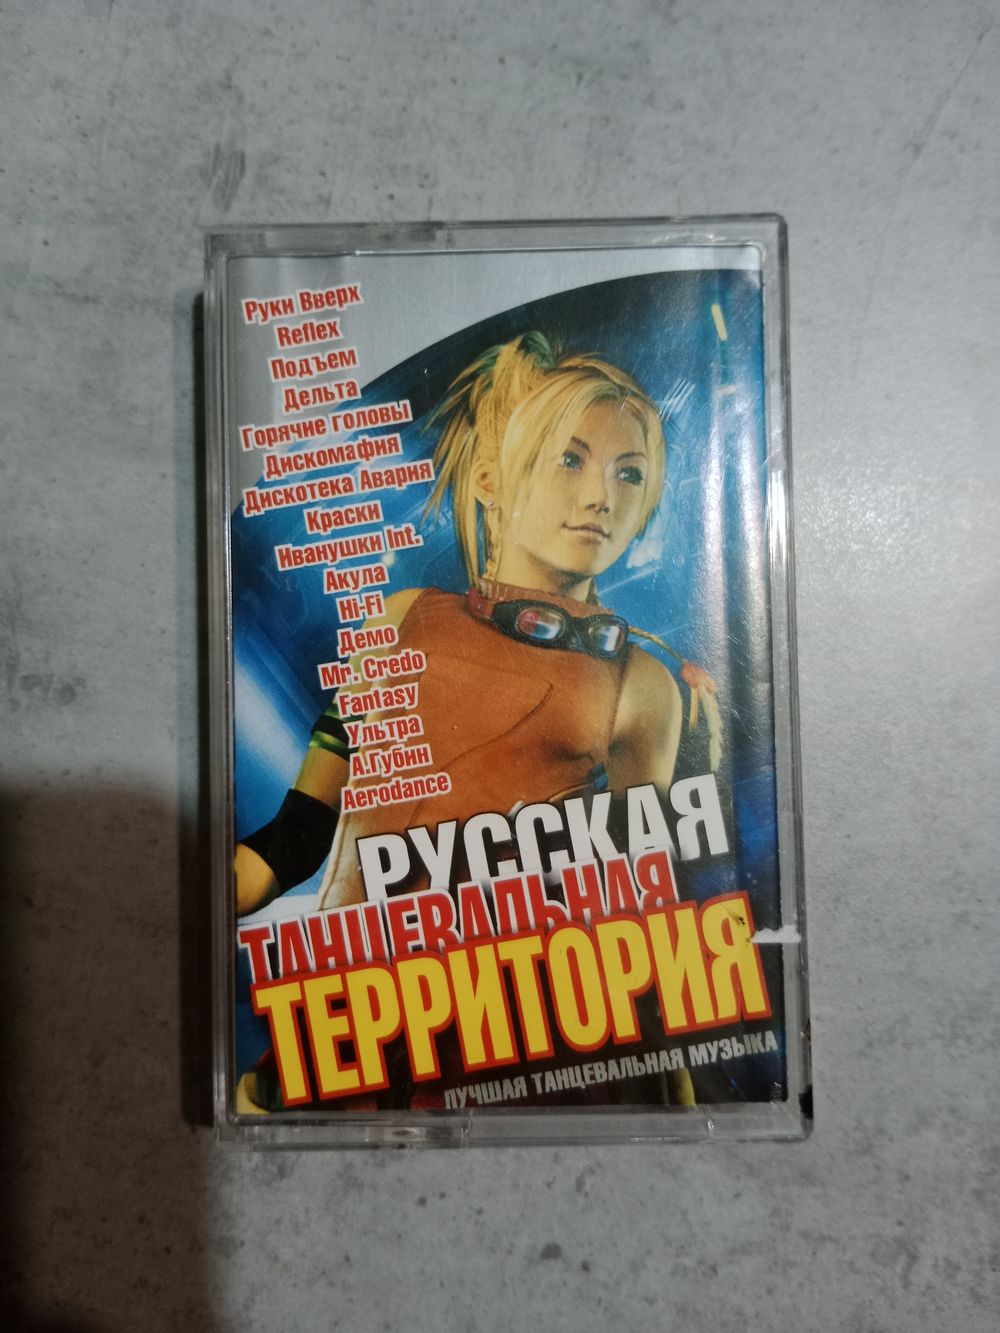 Руки Вверх
Reflex
Подъем
Дельта
Горячие головы
Дискомафия
Дискотека Авария
Краски
Иванушки Int.
Акула
Hi-Fi
Демо
Mr. Credo
Fantasy
Ультра
А.Губин
Aerodance
РУССКАЯ
ТАНЦЕВАЛЬНАЯ
ТЕРРИТОРИЯ
ЛУЧШАЯ ТАНЦЕВАЛЬНАЯ МУЗЫКА